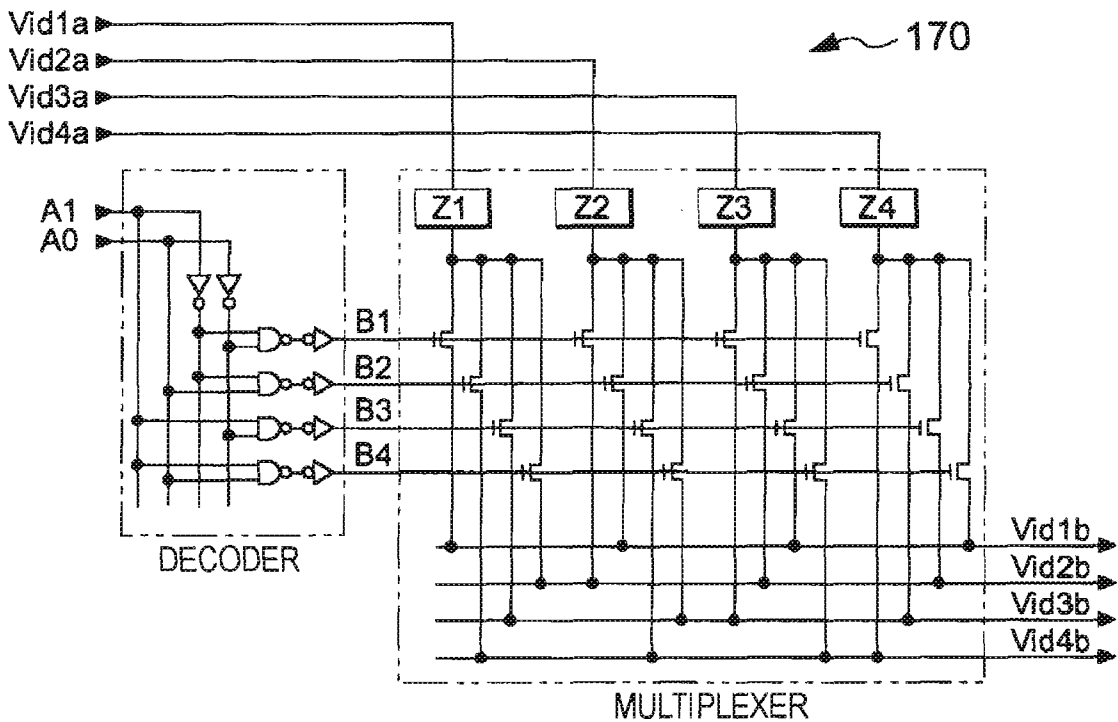 Vid1a
170
Vid2a
Vid3a
Vid4a
A1
A0
Z1 Z2 Z3 Z4
B1
B2
B3
B4
DECODER
Vid1b
Vid2b
Vid3b
Vid4b
MULTIPLEXER